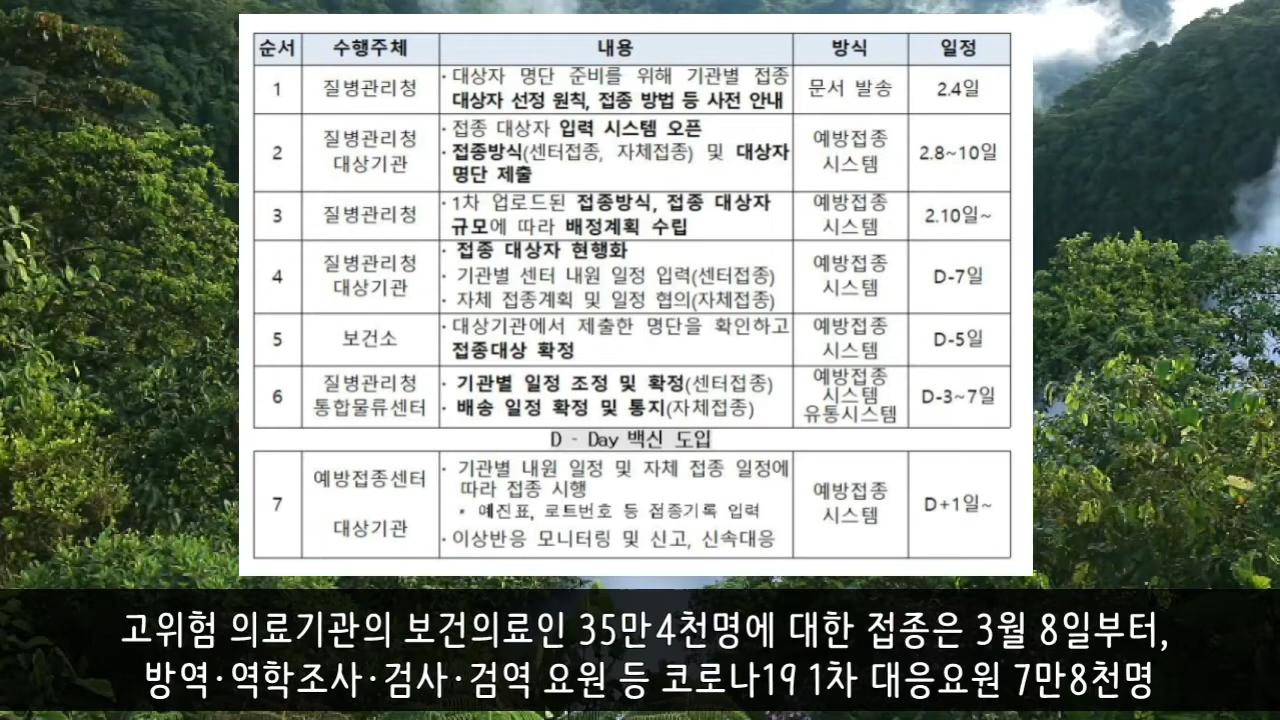 순서 수행주체 내용 방식 일정
1 질병관리청 · 대상자 명단 준비를 위해 기관별 접종 문서 발송 2.4일
대상자 선정 원칙, 접종 방법 등 사전 안내
2 질병관리청 · 접종 대상자 입력 시스템 오픈 예방접종 2.8~10일
대상기관 · 접종방식(센터접종, 자체접종) 및 대상자 시스템
명단 제출
3 질병관리청 · 1차 업로드된 접종방식, 접종 대상자 예방접종 2.10일~
규모에 따라 배정계획 수립 시스템
4 질병관리청 · 접종 대상자 현행화 예방접종 D-7일
대상기관 · 기관별 센터 내원 일정 입력(센터접종) 시스템
· 자체 접종계획 및 일정 협의(자체접종)
5 보건소 · 대상기관에서 제출한 명단을 확인하고 예방접종 D-5일
접종대상 확정 시스템
6 질병관리청 · 기관별 일정 조정 및 확정(센터접종) 예방접종 D-3~7일
통합물류센터 · 배송 일정 확정 및 통지(자체접종) 시스템
유통시스템
D - Day 백신 도입
7 예방접종센터 · 기관별 내원 일정 및 자체 접종 일정에 예방접종 D+1일~
따라 접종 시행 시스템
* 예진표, 로트번호 등 접종기록 입력
대상기관 · 이상반응 모니터링 및 신고, 신속대응
고위험 의료기관의 보건의료인 35만4천명에 대한 접종은 3월 8일부터,
방역·역학조사·검사·검역 요원 등 코로나19 1차 대응요원 7만8천명